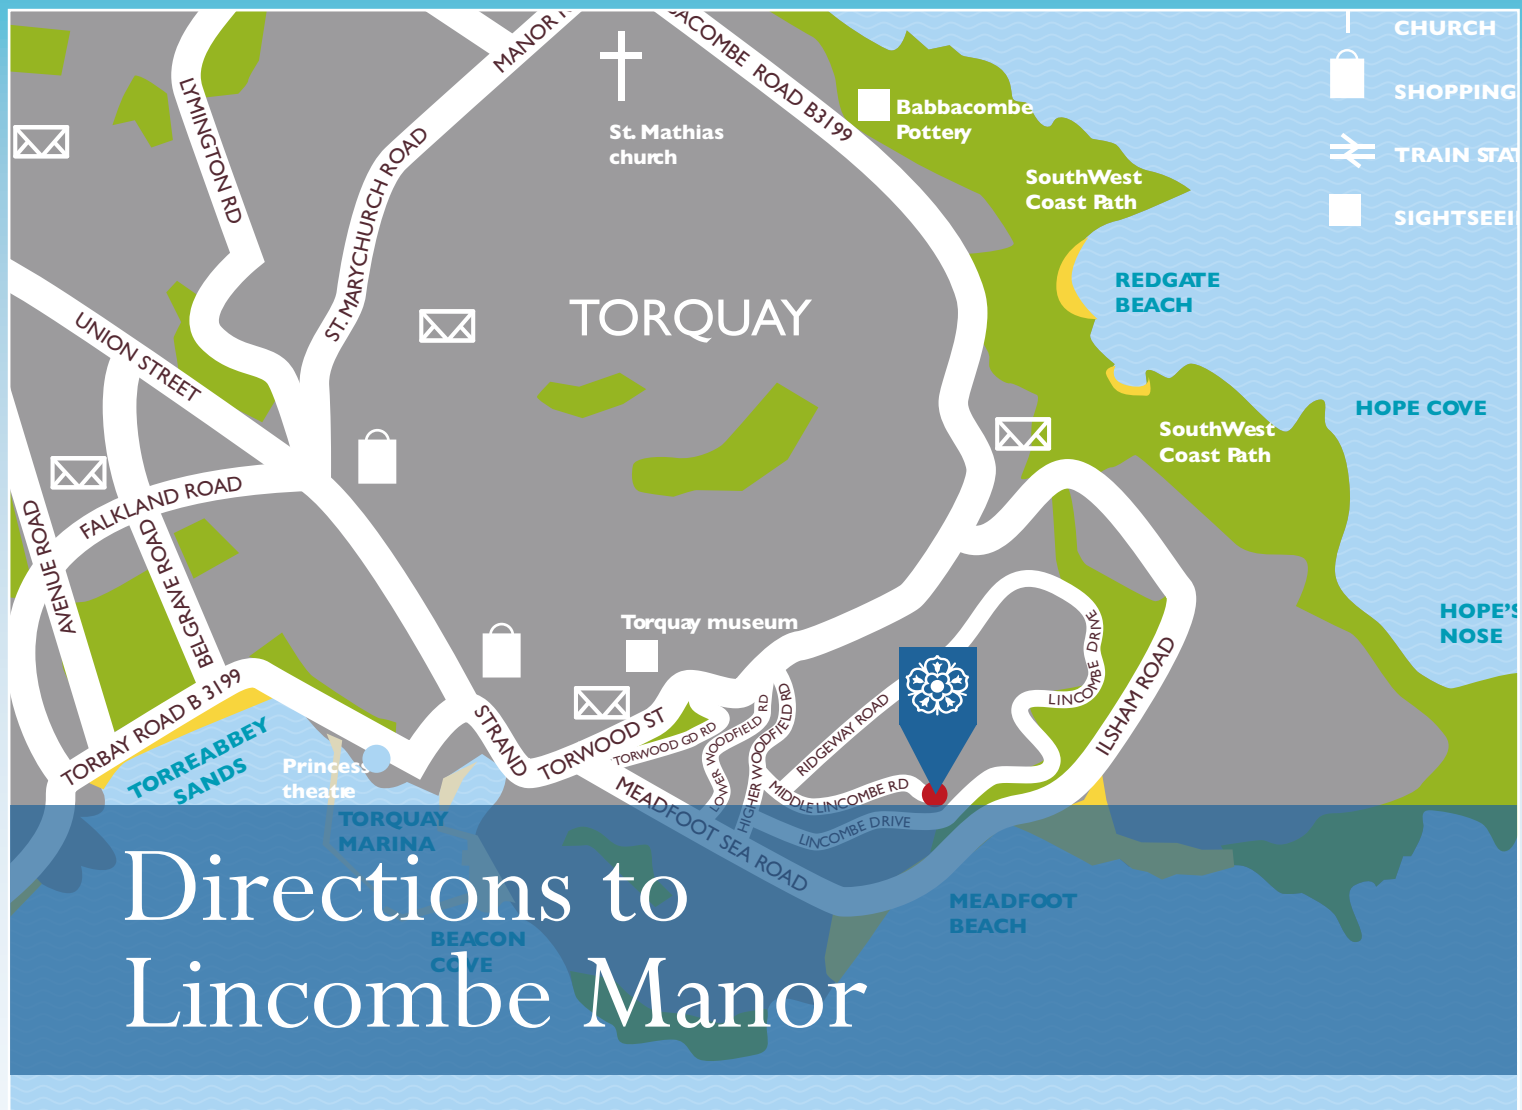 CHURCH
SHOPPING
TRAIN STAT
SIGHTSEEI
MANOR
BACOMBE ROAD B3199
LYMINGTON RD
ST. MARYCHURCH ROAD
St. Mathias
church
Babbacombe
Pottery
SouthWest
Coast Path
REDGATE
BEACH
TORQUAY
UNION STREET
HOPE COVE
SouthWest
Coast Path
FALKLAND ROAD
AVENUE ROAD
BELGRAVE ROAD
HOPE'S
NOSE
Torquay museum
LINCOMBE DRIVE
ILSHAM ROAD
TORBAY ROAD B 3199
TORREABBEY
SANDS
STRAND
TORWOOD ST
TORWOOD GD RD
LOWER WOODFIELD RD
HIGHER WOODFIELD RD
RIDGEWAY ROAD
MIDDLE LINCOMBE RD
LINCOMBE DRIVE
Princess
theatre
TORQUAY
MARINA
MEADFOOT SEA ROAD
MEADFOOT
BEACH
BEACON
COVE
Directions to
Lincombe Manor